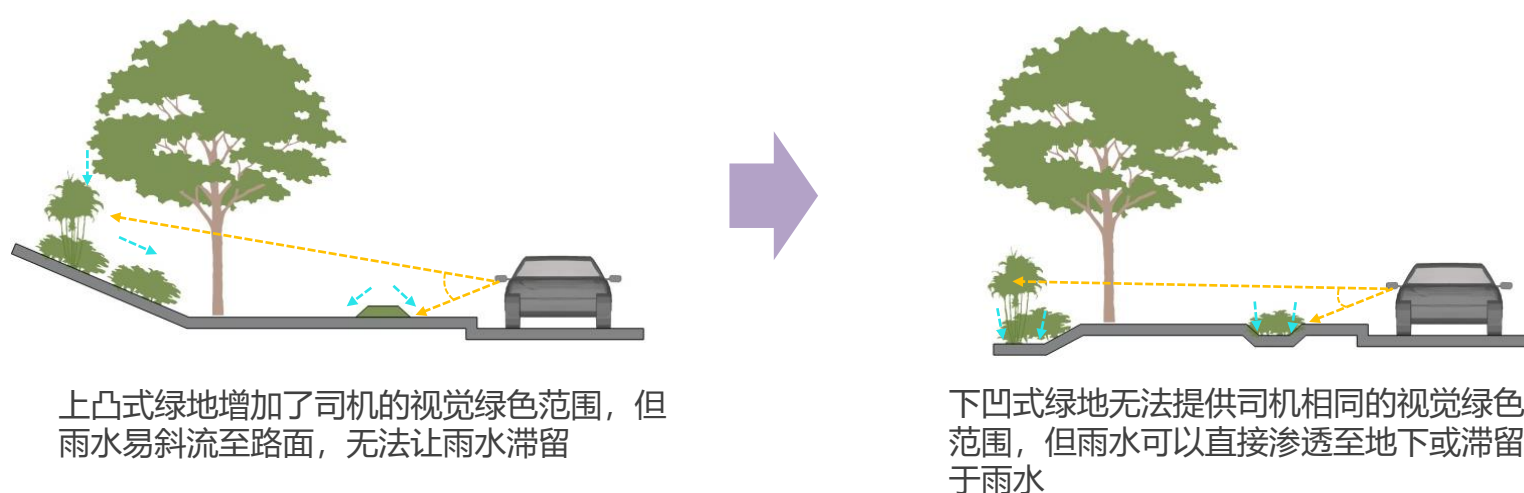 上凸式绿地增加了司机的视觉绿色范围，但
雨水易斜流至路面，无法让雨水滞留
下凹式绿地无法提供司机相同的视觉绿色
范围，但雨水可以直接渗透至地下或滞留
于雨水